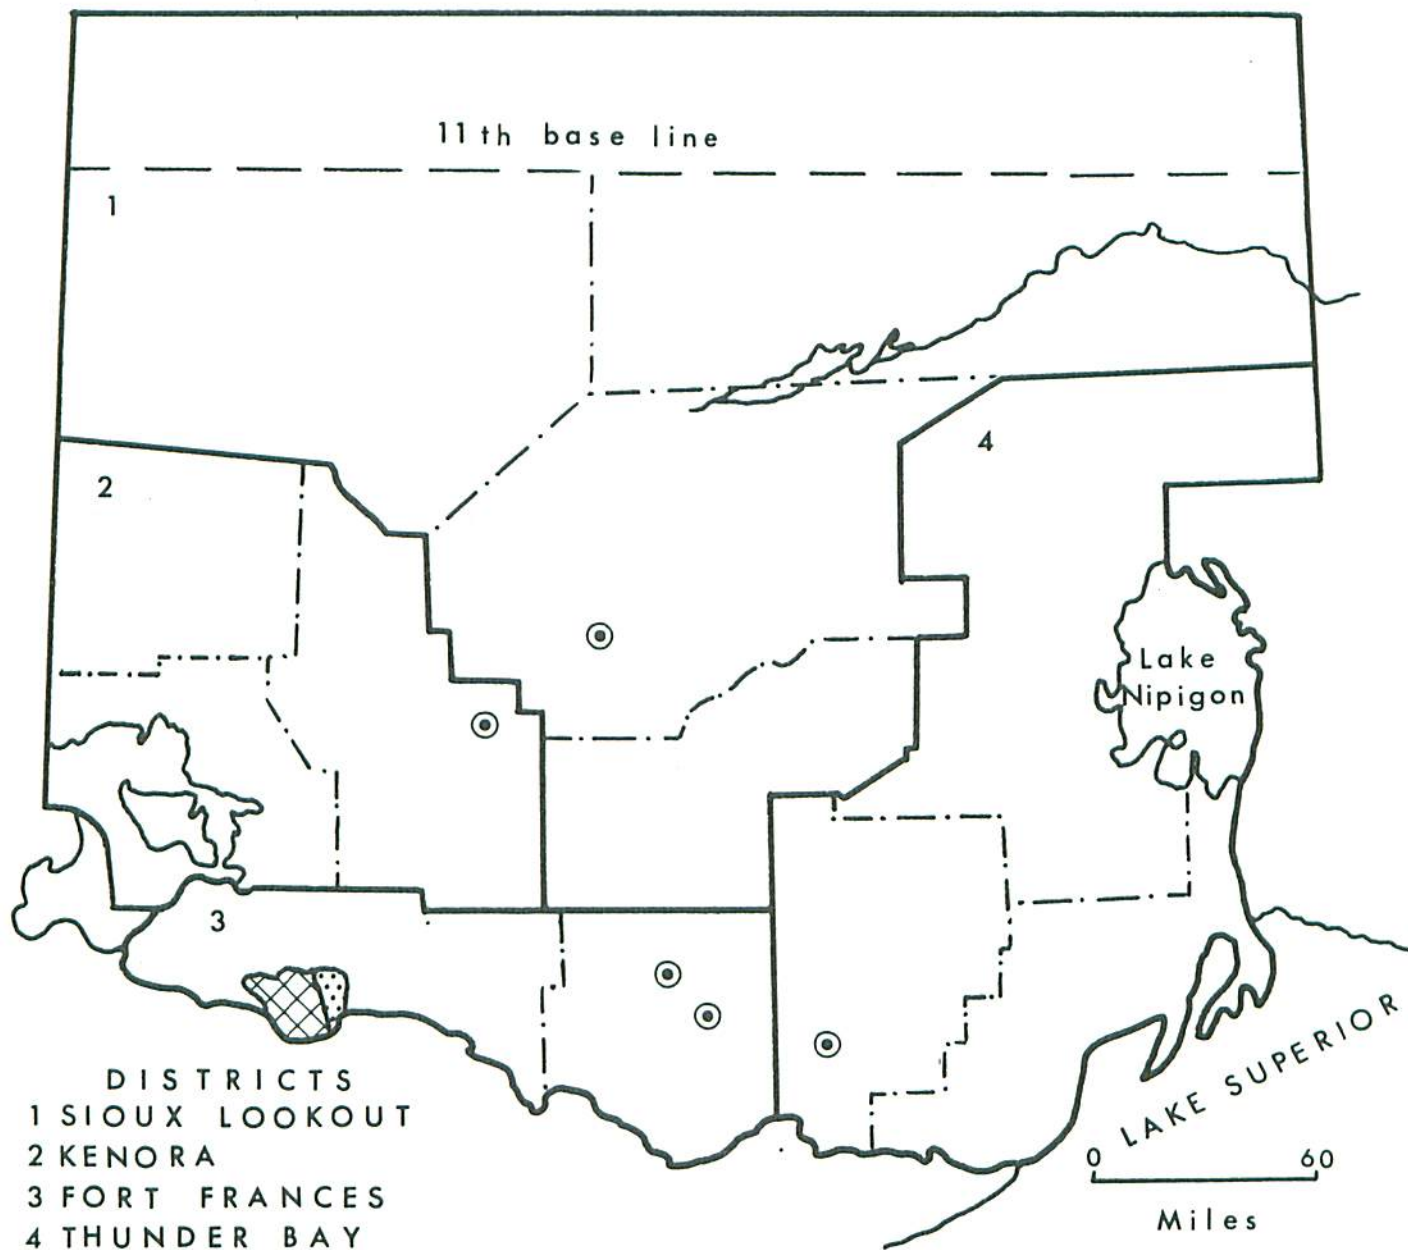 11th base line
1
2
4
Lake
Nipigon
3
DISTRICTS
1 SIOUX LOOKOUT
2 KENORA
3 FORT FRANCES
4 THUNDER BAY
LAKE SUPERIOR
0 60
Miles